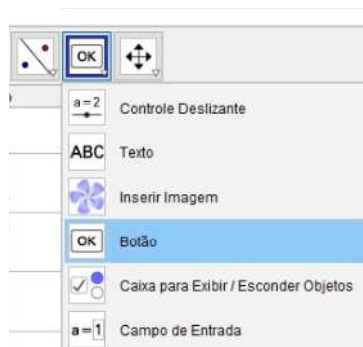 OK
a=2
Controle Deslizante
ABC
Texto
Inserir Imagem
OK
Botão
Caixa para Exibir / Esconder Objetos
a=1
Campo de Entrada